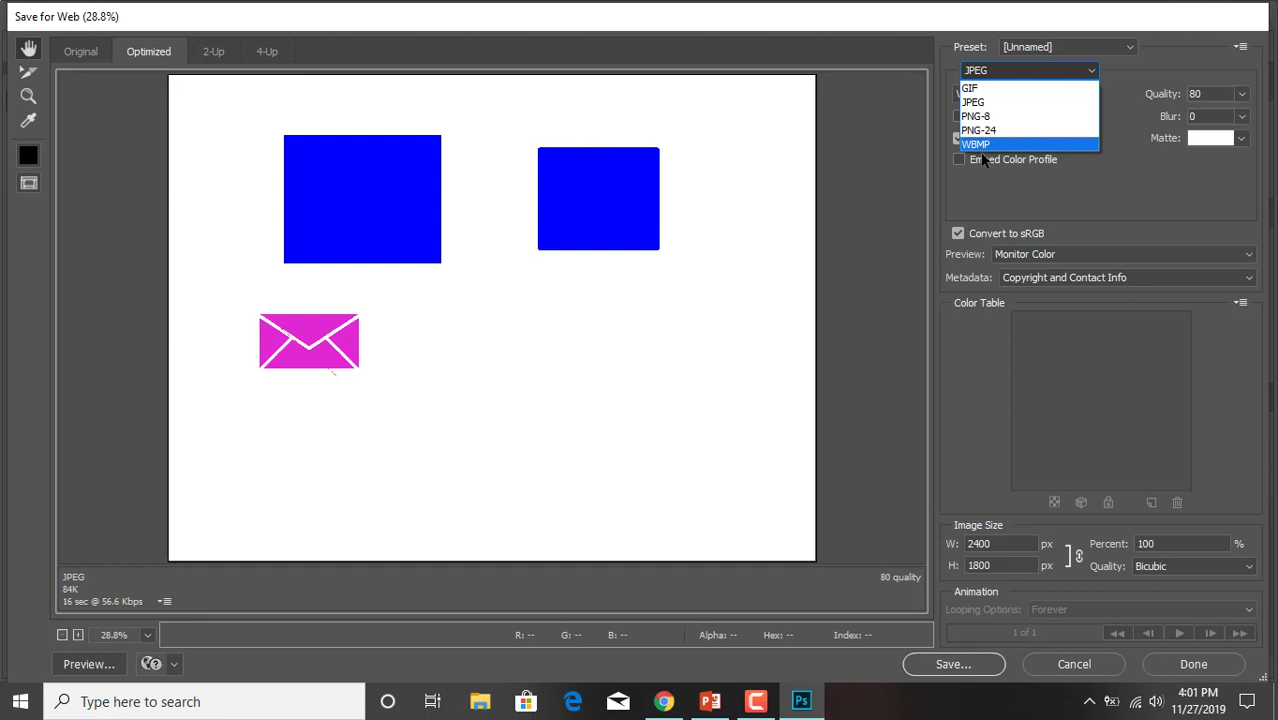 Save for Web (28.8%)
Original Optimized 2-Up 4-Up
Preset: [Unnamed]
JPEG
GIF
JPEG
PNG-8
PNG-24
WBMP
Quality: 80
Blur: 0
Matte:
Embed Color Profile
Convert to sRGB
Preview: Monitor Color
Metadata: Copyright and Contact Info
Color Table
Image Size
W: 2400 px Percent: 100 %
H: 1800 px Quality: Bicubic
Animation
Looping Options: Forever
1 of 1
JPEG
84K
16 sec @ 56.6 Kbps
80 quality
28.8% R: -- G: -- B: -- Alpha: -- Hex: -- Index: --
Preview... Save... Cancel Done
Type here to search
Ps
4:01 PM
11/27/2019